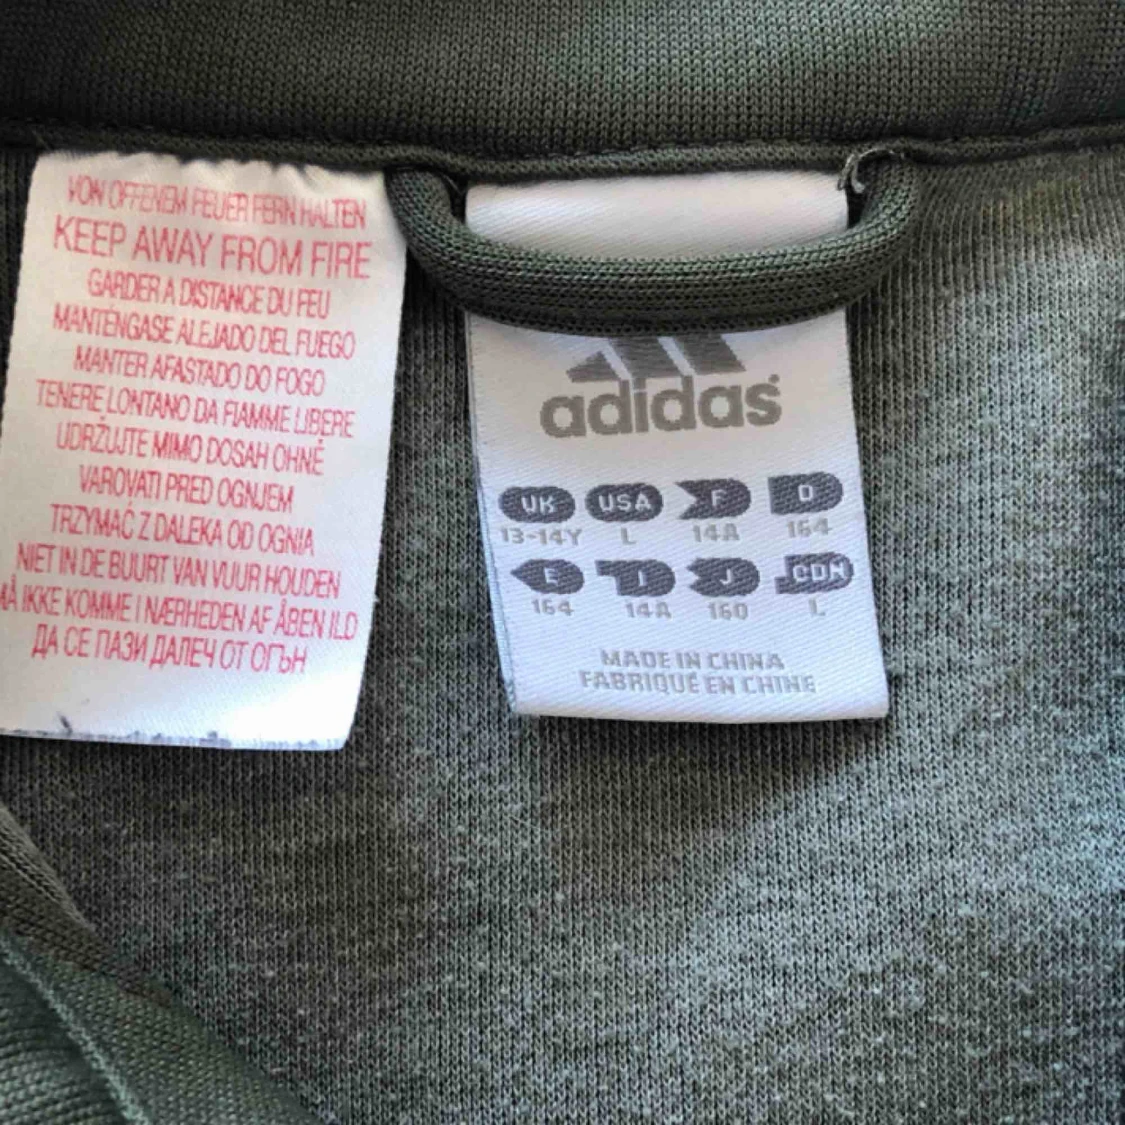 VON OFFENEM FEUER FERN HALTEN
KEEP AWAY FROM FIRE
GARDER A DISTANCE DU FEU
MANTÉNGASE ALEJADO DEL FUEGO
MANTER AFASTADO DO FOGO
TENERE LONTANO DA FIAMME LIBERE
UDRŽUJTE MIMO DOSAH OHNĚ
VAROVATI PRED OGNJEM
TRZYMAĆ Z DALEKA OD OGNIA
NIET IN DE BUURT VAN VUUR HOUDEN
MÅ IKKE KOMME I NÆRHEDEN AF ÅBEN ILD
ДА СЕ ПАЗИ ДАЛЕЧ ОТ ОГЪН
adidas
UK USA F D
13-14Y L 14A 164
E I J CDN
164 14A 160 L
MADE IN CHINA
FABRIQUÉ EN CHINE